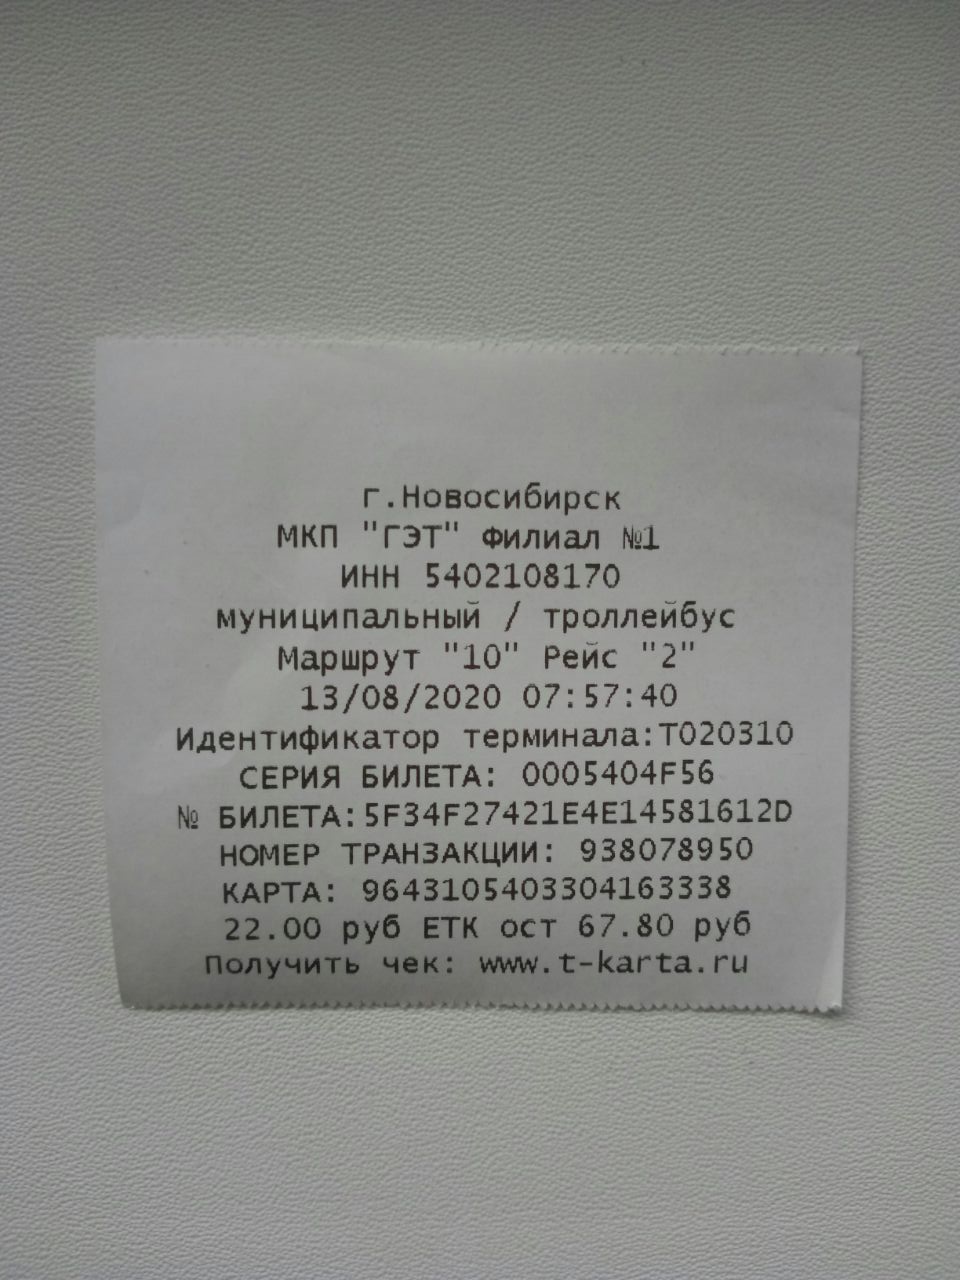 г.Новосибирск
МКП "ГЭТ" Филиал №1
ИНН 5402108170
муниципальный / троллейбус
Маршрут "10" Рейс "2"
13/08/2020 07:57:40
Идентификатор терминала:T020310
СЕРИЯ БИЛЕТА: 0005404F56
№ БИЛЕТА:5F34F27421E4E14581612D
НОМЕР ТРАНЗАКЦИИ: 938078950
КАРТА: 9643105403304163338
22.00 руб ЕТК ост 67.80 руб
Получить чек: www.t-karta.ru